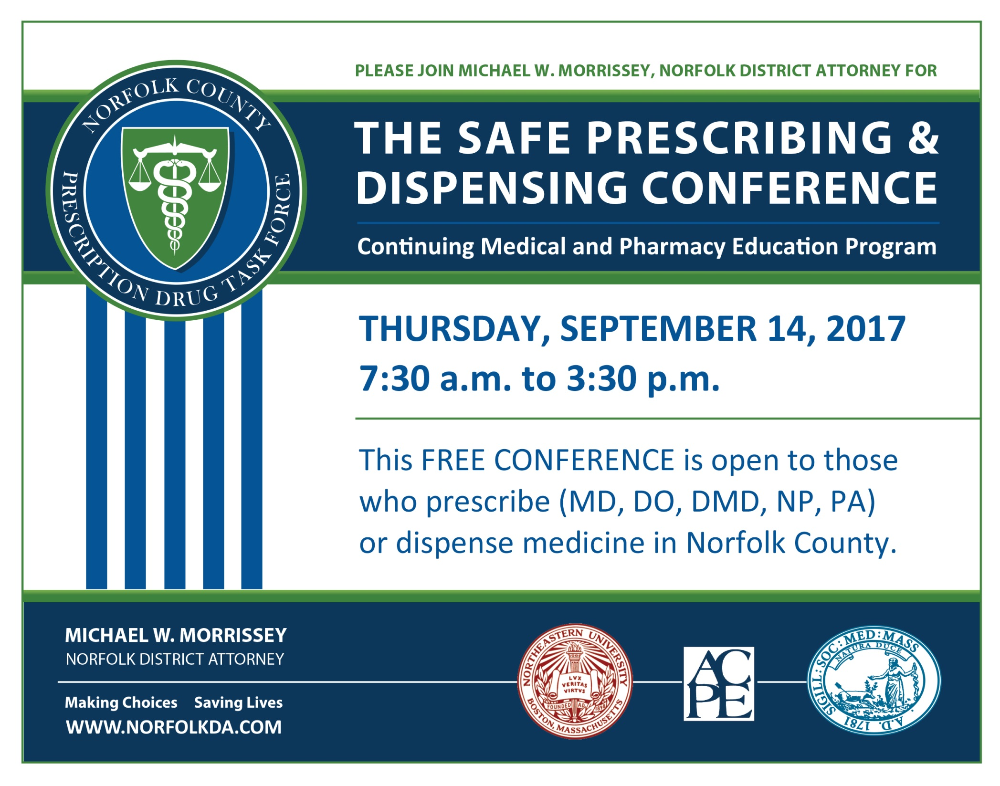 PLEASE JOIN MICHAEL W. MORRISSEY, NORFOLK DISTRICT ATTORNEY FOR
NORFOLK COUNTY
PRESCRIPTION DRUG TASK FORCE
THE SAFE PRESCRIBING &
DISPENSING CONFERENCE
Continuing Medical and Pharmacy Education Program
THURSDAY, SEPTEMBER 14, 2017
7:30 a.m. to 3:30 p.m.
This FREE CONFERENCE is open to those
who prescribe (MD, DO, DMD, NP, PA)
or dispense medicine in Norfolk County.
MICHAEL W. MORRISSEY
NORFOLK DISTRICT ATTORNEY
Making Choices Saving Lives
WWW.NORFOLKDA.COM
NORTHEASTERN UNIVERSITY
LVX
VERITAS
VIRTVS
FOUNDED AD 1898
BOSTON, MASSACHUSETTS
AC
PE
SIGILL: SOC: MED: MASS
NATURA DUCE
A.D. 1781